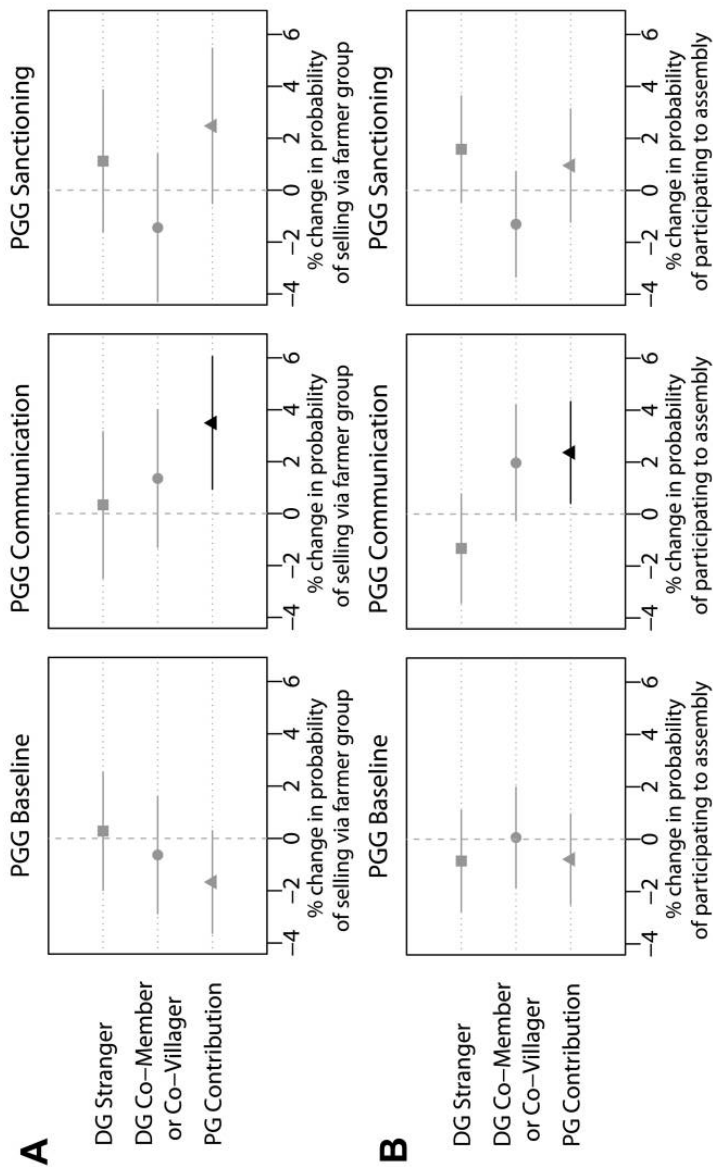 A
PGG Baseline
PGG Communication
PGG Sanctioning
DG Stranger
DG Co−Member
or Co−Villager
PG Contribution
−4 −2 0 2 4 6
% change in probability
of selling via farmer group
−4 −2 0 2 4 6
% change in probability
of selling via farmer group
−4 −2 0 2 4 6
% change in probability
of selling via farmer group
B
PGG Baseline
PGG Communication
PGG Sanctioning
DG Stranger
DG Co−Member
or Co−Villager
PG Contribution
−4 −2 0 2 4 6
% change in probability
of participating to assembly
−4 −2 0 2 4 6
% change in probability
of participating to assembly
−4 −2 0 2 4 6
% change in probability
of participating to assembly